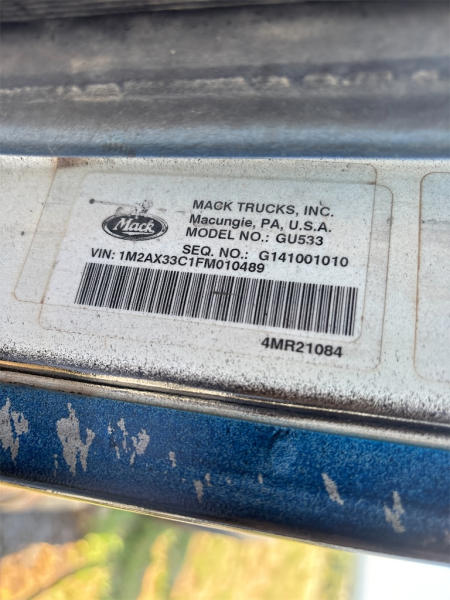 Mack
MACK TRUCKS, INC.
Macungie, PA, U.S.A.
MODEL NO.: GU533
SEQ. NO.: G141001010
VIN: 1M2AX33C1FM010489
4MR21084